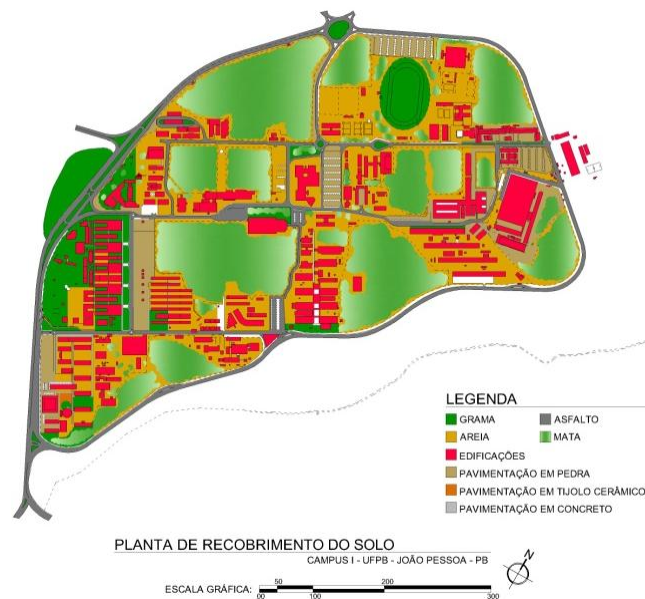 LEGENDA
GRAMA
ASFALTO
AREIA
MATA
EDIFICAÇÕES
PAVIMENTAÇÃO EM PEDRA
PAVIMENTAÇÃO EM TIJOLO CERÂMICO
PAVIMENTAÇÃO EM CONCRETO
PLANTA DE RECOBRIMENTO DO SOLO
CAMPUS I - UFPB - JOÃO PESSOA - PB
N
ESCALA GRÁFICA:
50 200
00 100 300